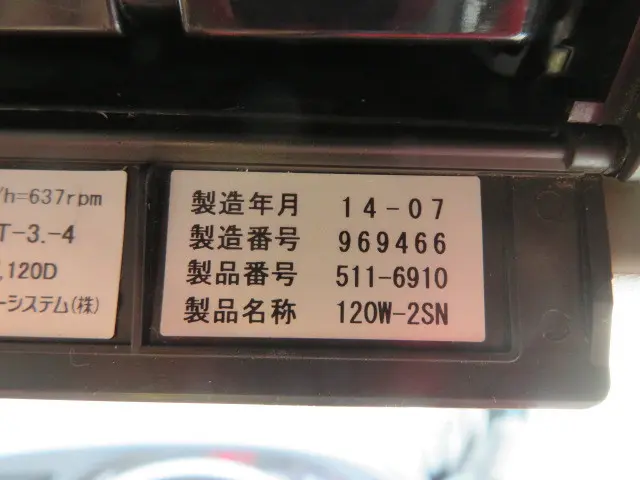 /h=637rpm
T-3.-4
,120D
ーシステム(株)
製造年月 14-07
製造番号 969466
製品番号 511-6910
製品名称 120W-2SN